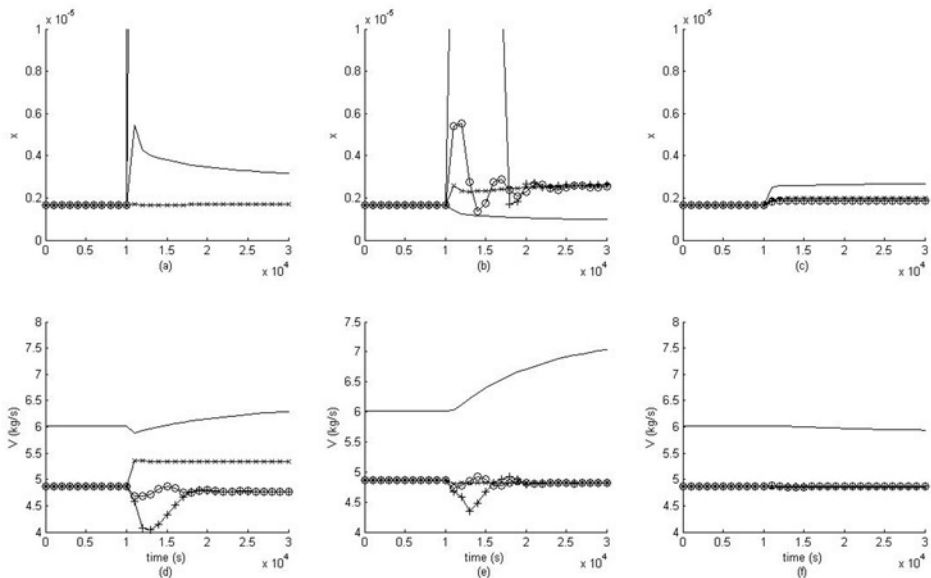 x 10⁻⁵ x 10⁻⁵ x 10⁻⁵
1 1 1
0.8 0.8 0.8
0.6 0.6 0.6
x x x
0.4 0.4 0.4
0.2 0.2 0.2
0 0 0
0 0.5 1 1.5 2 2.5 3 0 0.5 1 1.5 2 2.5 3 0 0.5 1 1.5 2 2.5 3
(a) x 10⁴ (b) x 10⁴ (c) x 10⁴
8 7.5 8
7.5 7 7.5
7 6.5 7
6.5 6 6.5
V (kg/s) 6 V (kg/s) V (kg/s) 6
5.5 5.5 5.5
5 5 5
4.5 4.5 4.5
4 4 4
0 0.5 1 1.5 2 2.5 3 0 0.5 1 1.5 2 2.5 3 0 0.5 1 1.5 2 2.5 3
time (s) x 10⁴ time (s) x 10⁴ time (s) x 10⁴
(d) (e) (f)